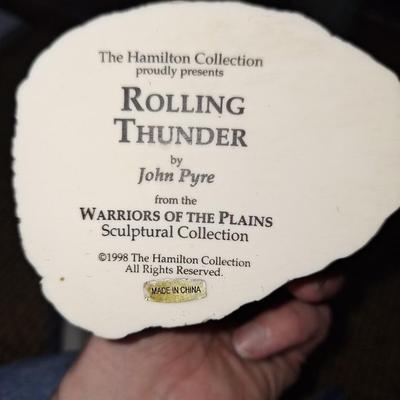 The Hamilton Collection
proudly presents
ROLLING
THUNDER
by
John Pyre
from the
WARRIORS OF THE PLAINS
Sculptural Collection
©1998 The Hamilton Collection
All Rights Reserved.
MADE IN CHINA